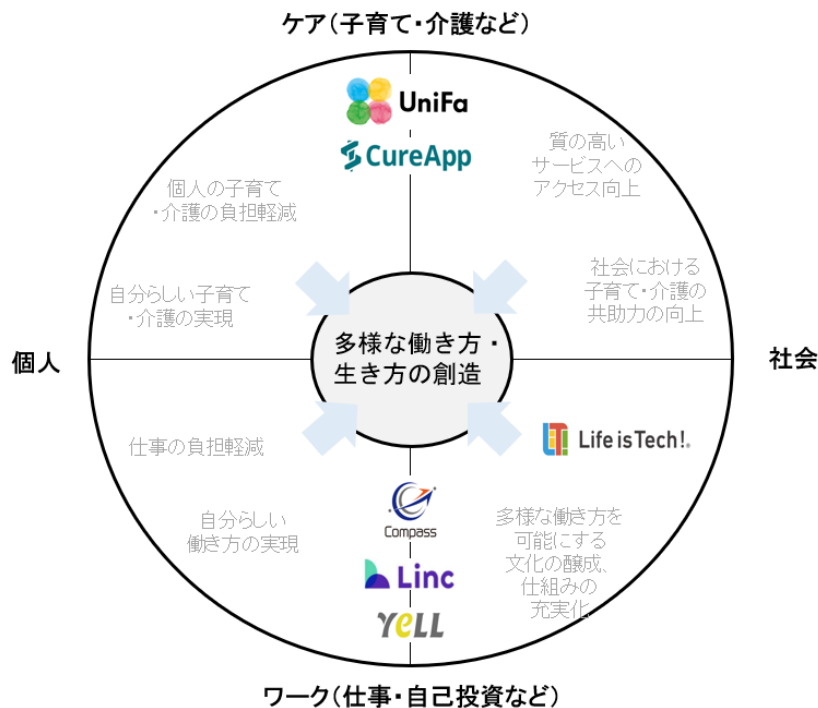 ケア(子育て・介護など)
UniFa
CureApp
質の高い
サービスへの
アクセス向上
個人の子育て
・介護の負担軽減
自分らしい子育て
・介護の実現
社会における
子育て・介護の
共助力の向上
個人
多様な働き方・
生き方の創造
社会
仕事の負担軽減
自分らしい
働き方の実現
Life is Tech!
Compass
Linc
YeLL
多様な働き方を
可能にする
文化の醸成、
仕組みの
充実化
ワーク(仕事・自己投資など)